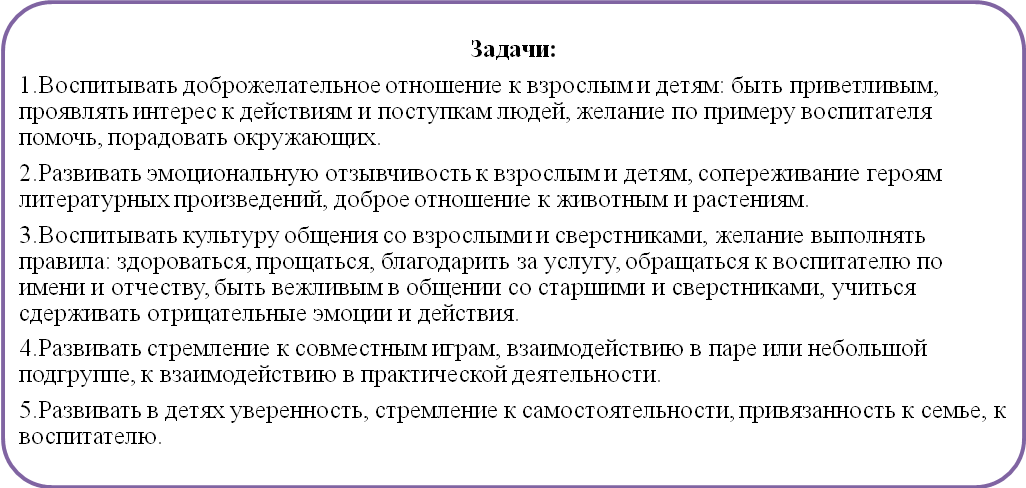 Задачи:
1.Воспитывать доброжелательное отношение к взрослым и детям: быть приветливым,
проявлять интерес к действиям и поступкам людей, желание по примеру воспитателя
помочь, порадовать окружающих.
2.Развивать эмоциональную отзывчивость к взрослым и детям, сопереживание героям
литературных произведений, доброе отношение к животным и растениям.
3.Воспитывать культуру общения со взрослыми и сверстниками, желание выполнять
правила: здороваться, прощаться, благодарить за услугу, обращаться к воспитателю по
имени и отчеству, быть вежливым в общении со старшими и сверстниками, учиться
сдерживать отрицательные эмоции и действия.
4.Развивать стремление к совместным играм, взаимодействию в паре или небольшой
подгруппе, к взаимодействию в практической деятельности.
5.Развивать в детях уверенность, стремление к самостоятельности, привязанность к семье, к
воспитателю.